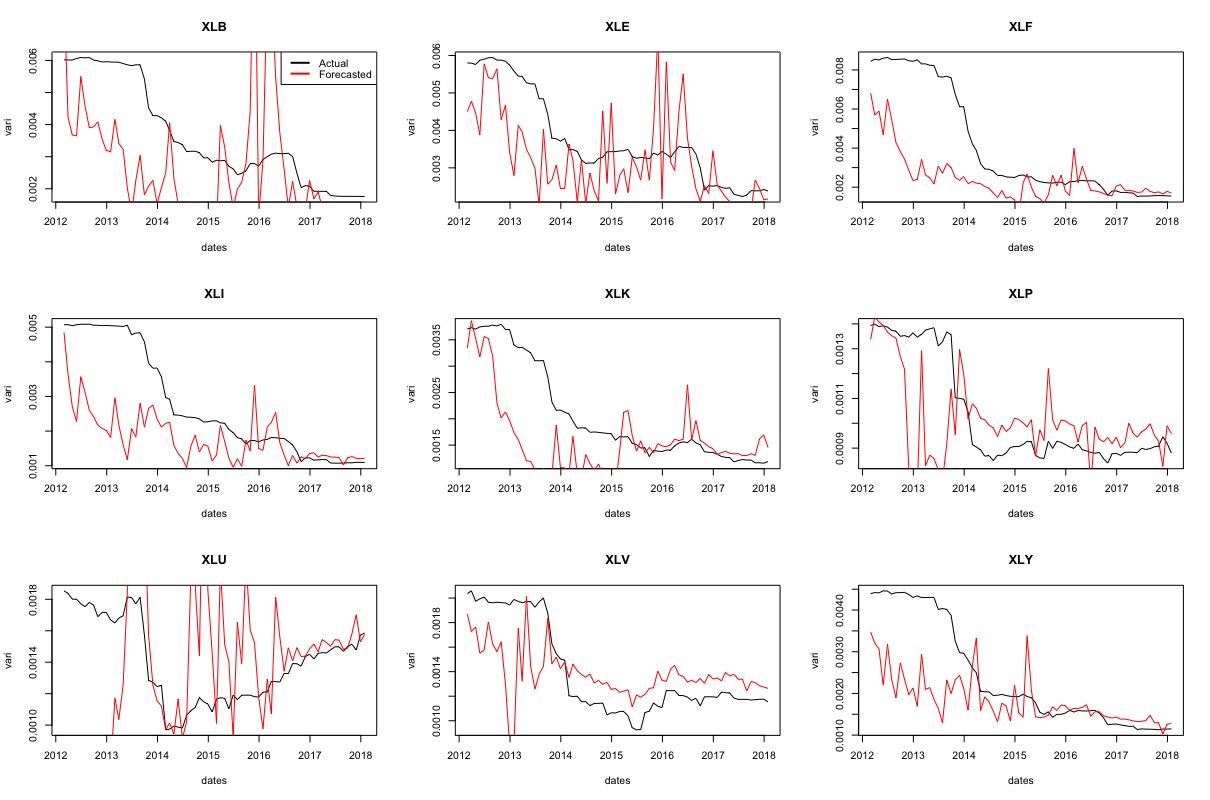 XLB
vari
0.002 0.004 0.006
Actual
Forecasted
2012 2013 2014 2015 2016 2017 2018
dates
XLE
vari
0.003 0.004 0.005 0.006
2012 2013 2014 2015 2016 2017 2018
dates
XLF
vari
0.002 0.004 0.006 0.008
2012 2013 2014 2015 2016 2017 2018
dates
XLI
vari
0.001 0.003 0.005
2012 2013 2014 2015 2016 2017 2018
dates
XLK
vari
0.0015 0.0025 0.0035
2012 2013 2014 2015 2016 2017 2018
dates
XLP
vari
0.0009 0.0011 0.0013
2012 2013 2014 2015 2016 2017 2018
dates
XLU
vari
0.0010 0.0014 0.0018
2012 2013 2014 2015 2016 2017 2018
dates
XLV
vari
0.0010 0.0014 0.0018
2012 2013 2014 2015 2016 2017 2018
dates
XLY
vari
0.0010 0.0020 0.0030 0.0040
2012 2013 2014 2015 2016 2017 2018
dates